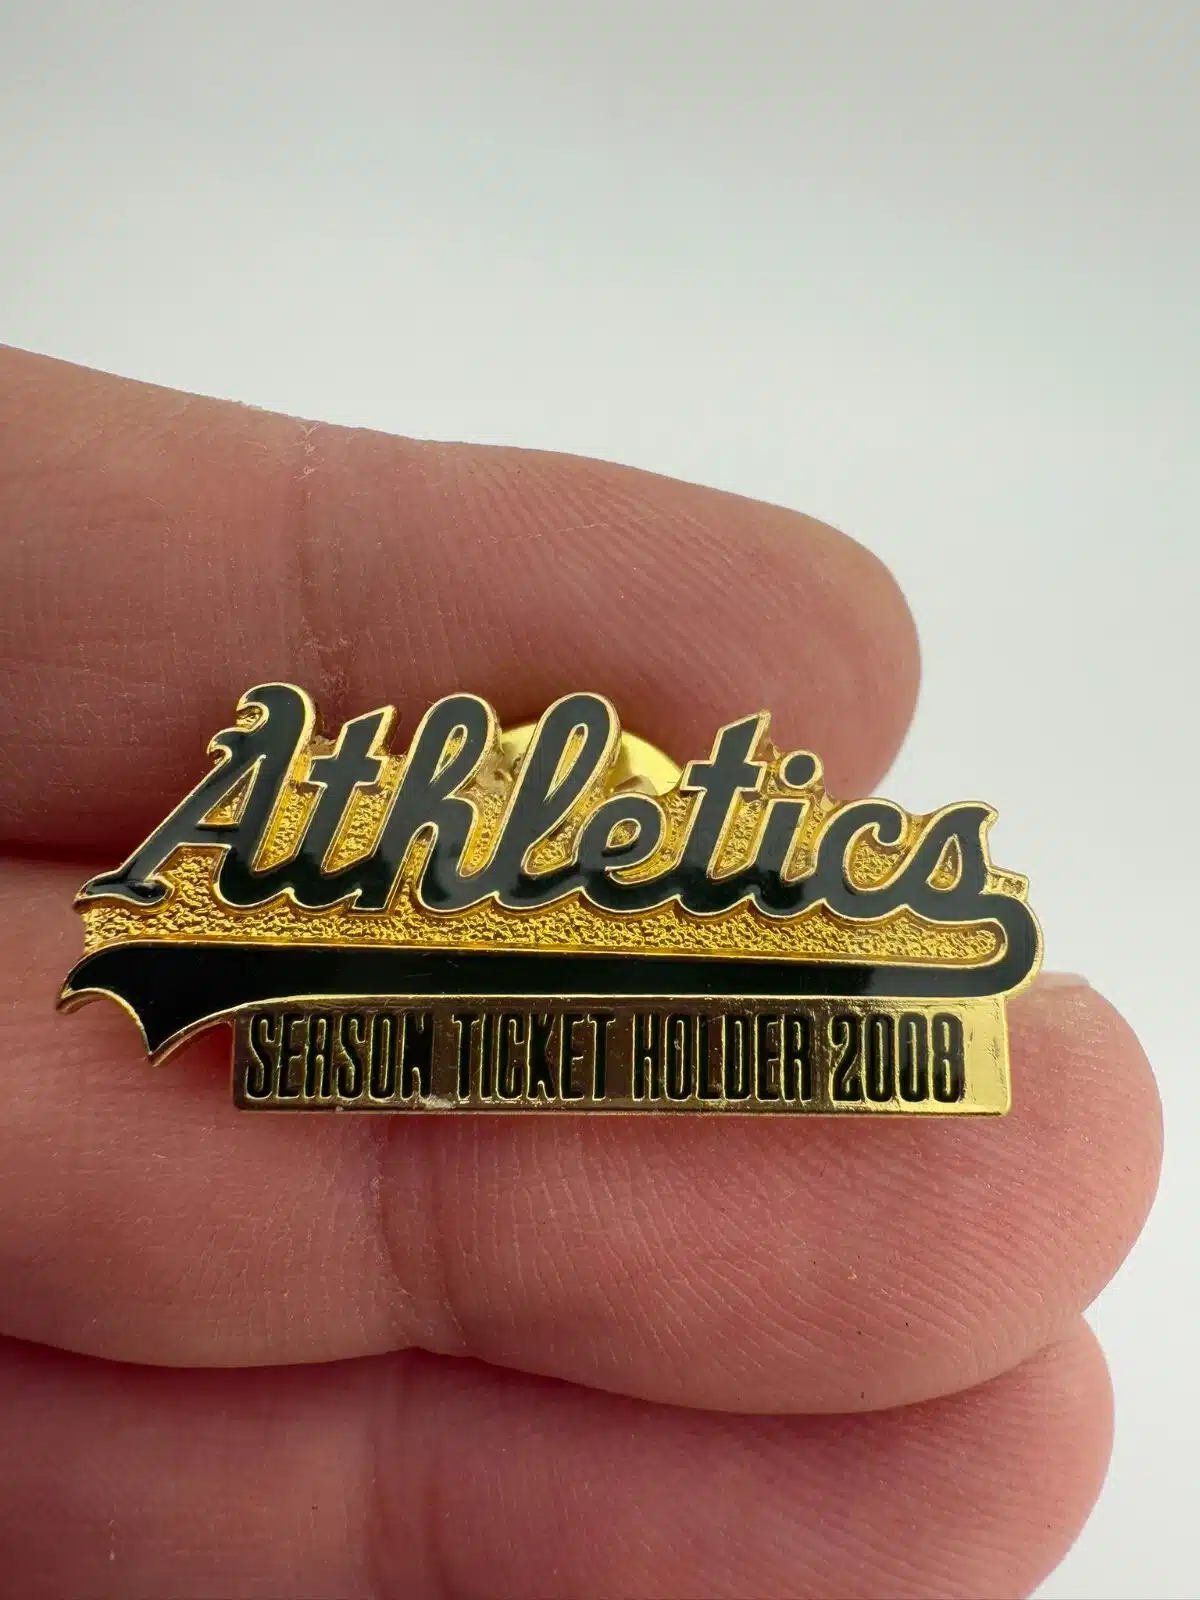 Athletics
SEASON TICKET HOLDER 2008